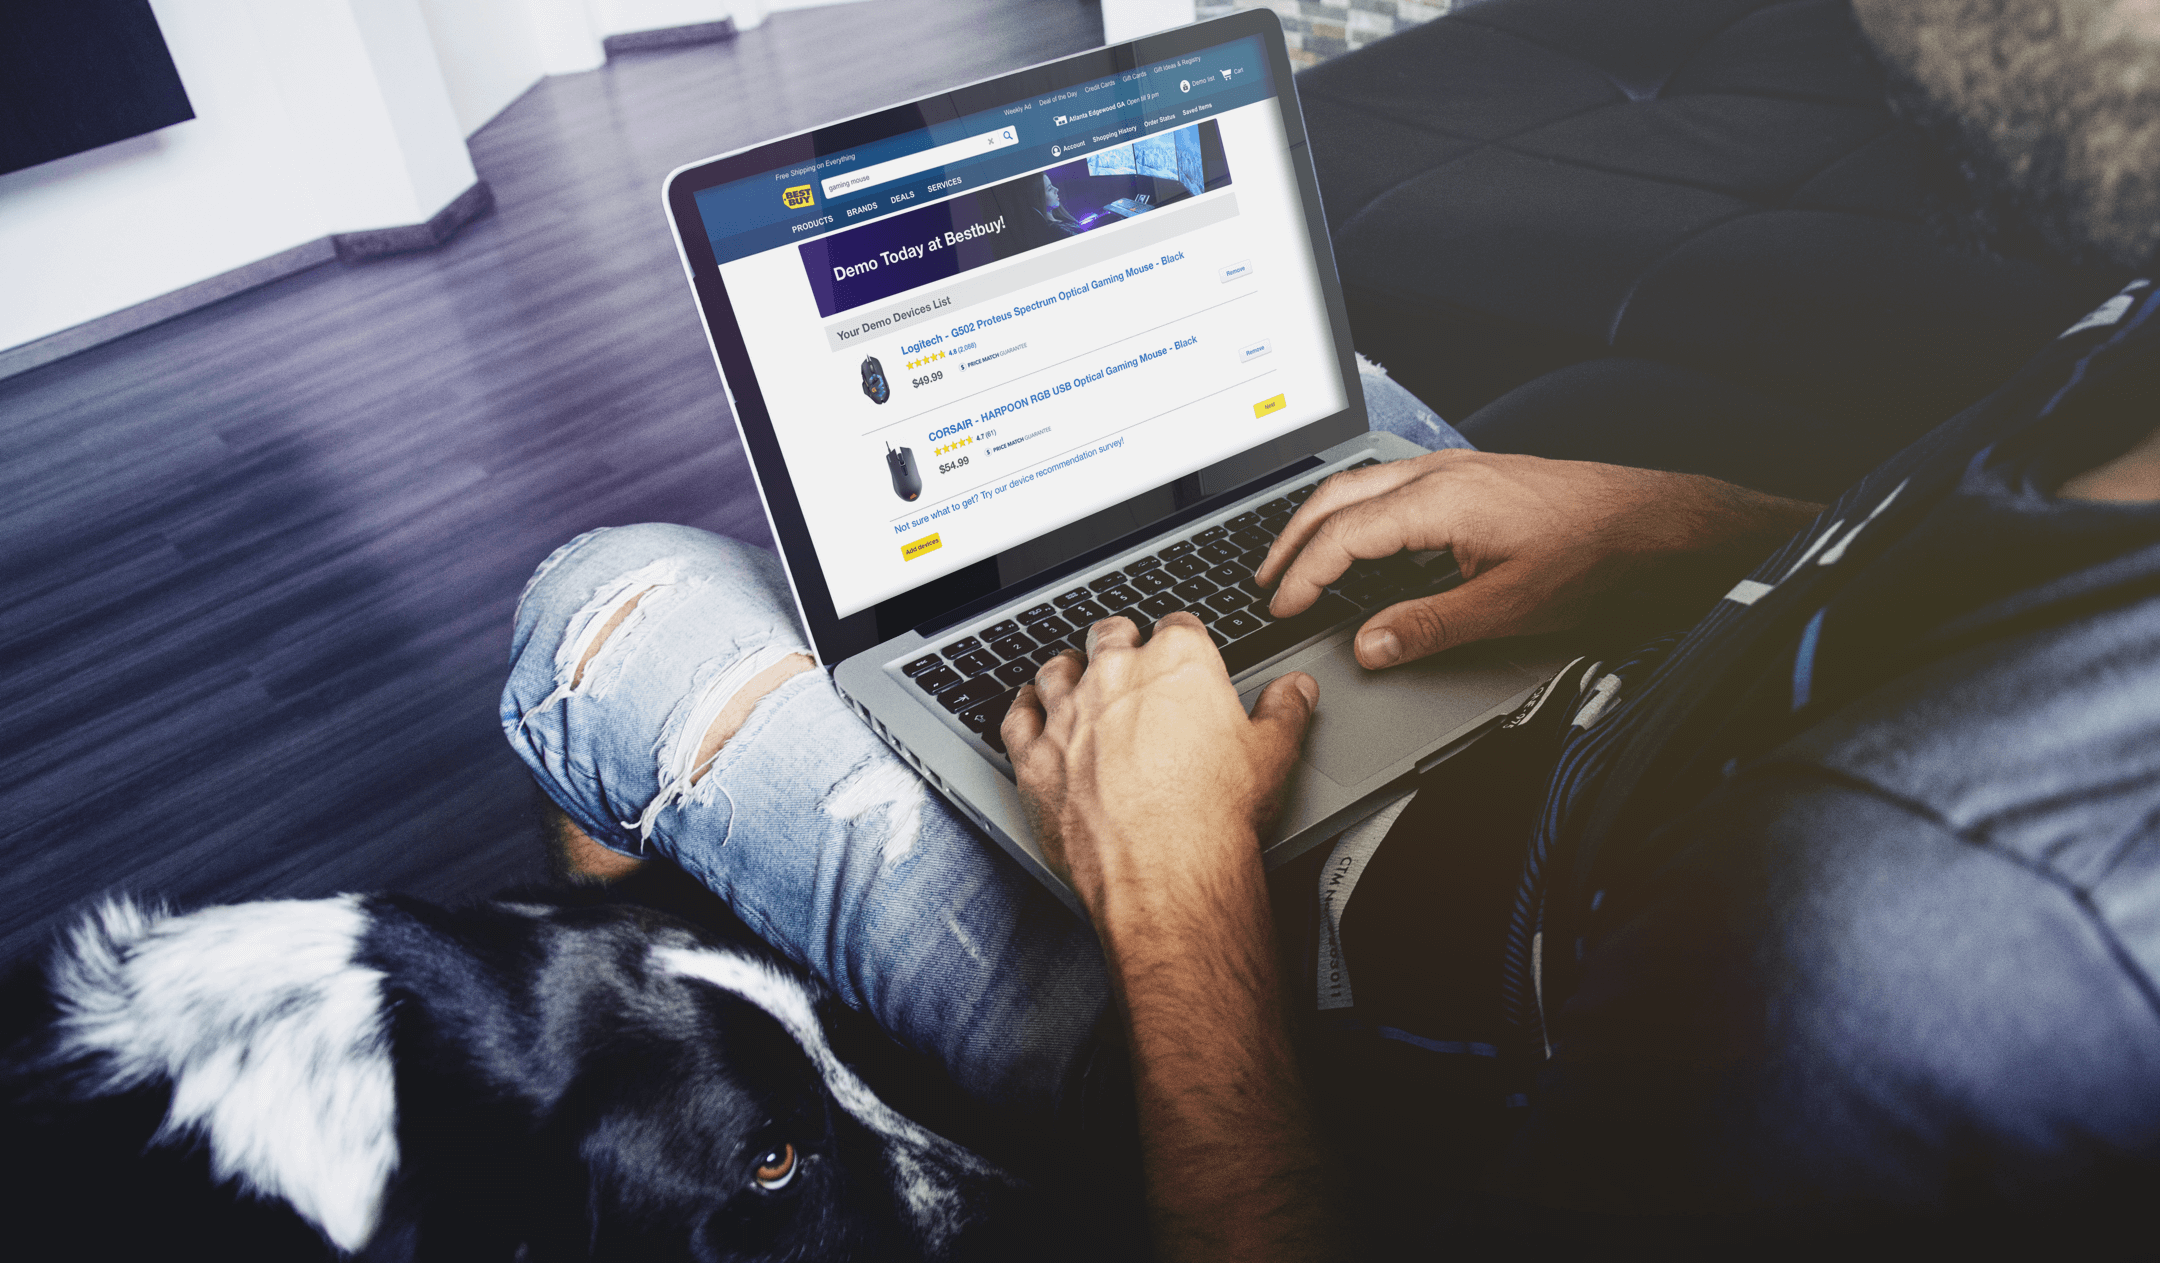 Weekly Ad Deal of the Day Credit Cards Gift Cards Gift Ideas & Registry
Free Shipping on Everything
BEST BUY
gaming mouse
X
Atlanta Edgewood GA Open till 9 pm
Demo list
Cart
PRODUCTS BRANDS DEALS SERVICES
Account Shopping History Order Status Saved Items
Demo Today at Bestbuy!
Your Demo Devices List
Logitech - G502 Proteus Spectrum Optical Gaming Mouse - Black
Remove
4.8 (2,088)
$49.99
PRICE MATCH GUARANTEE
CORSAIR - HARPOON RGB USB Optical Gaming Mouse - Black
Remove
4.7 (81)
$54.99
PRICE MATCH GUARANTEE
Not sure what to get? Try our device recommendation survey!
Add devices